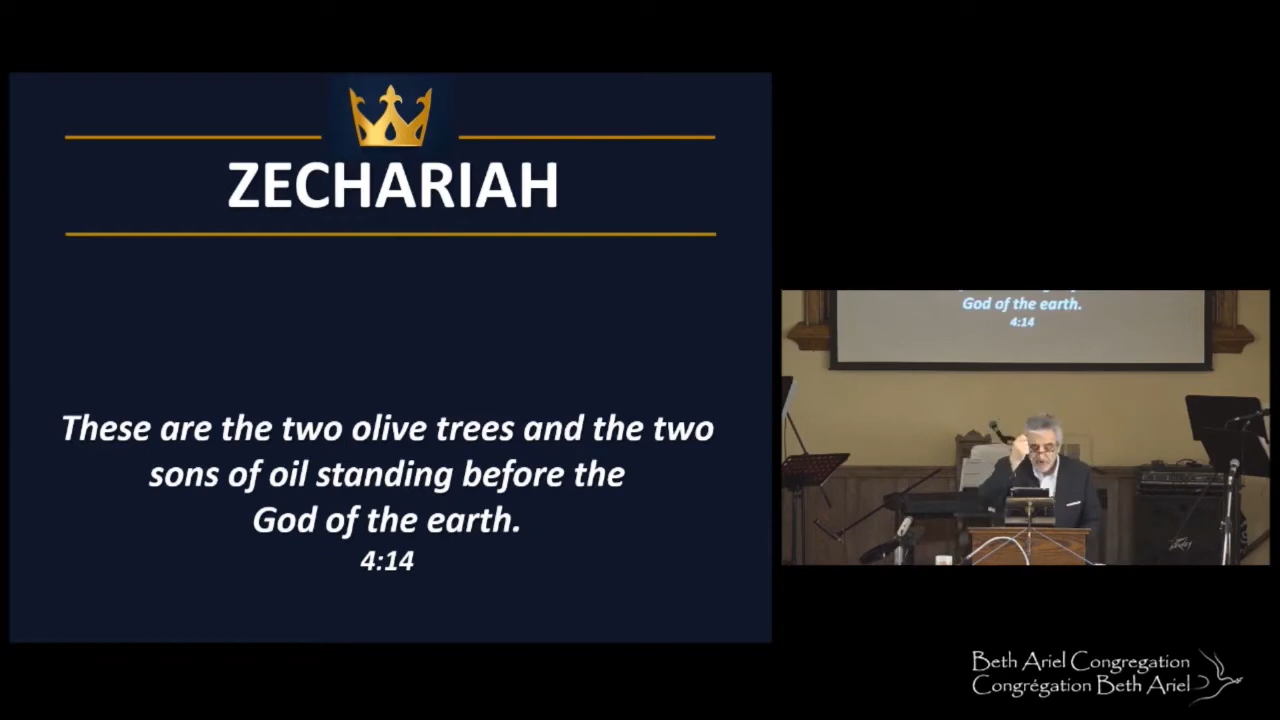 ZECHARIAH
These are the two olive trees and the two
sons of oil standing before the
God of the earth.
4:14
God of the earth.
4:14
PEAVEY
Beth Ariel Congregation
Congrégation Beth Ariel